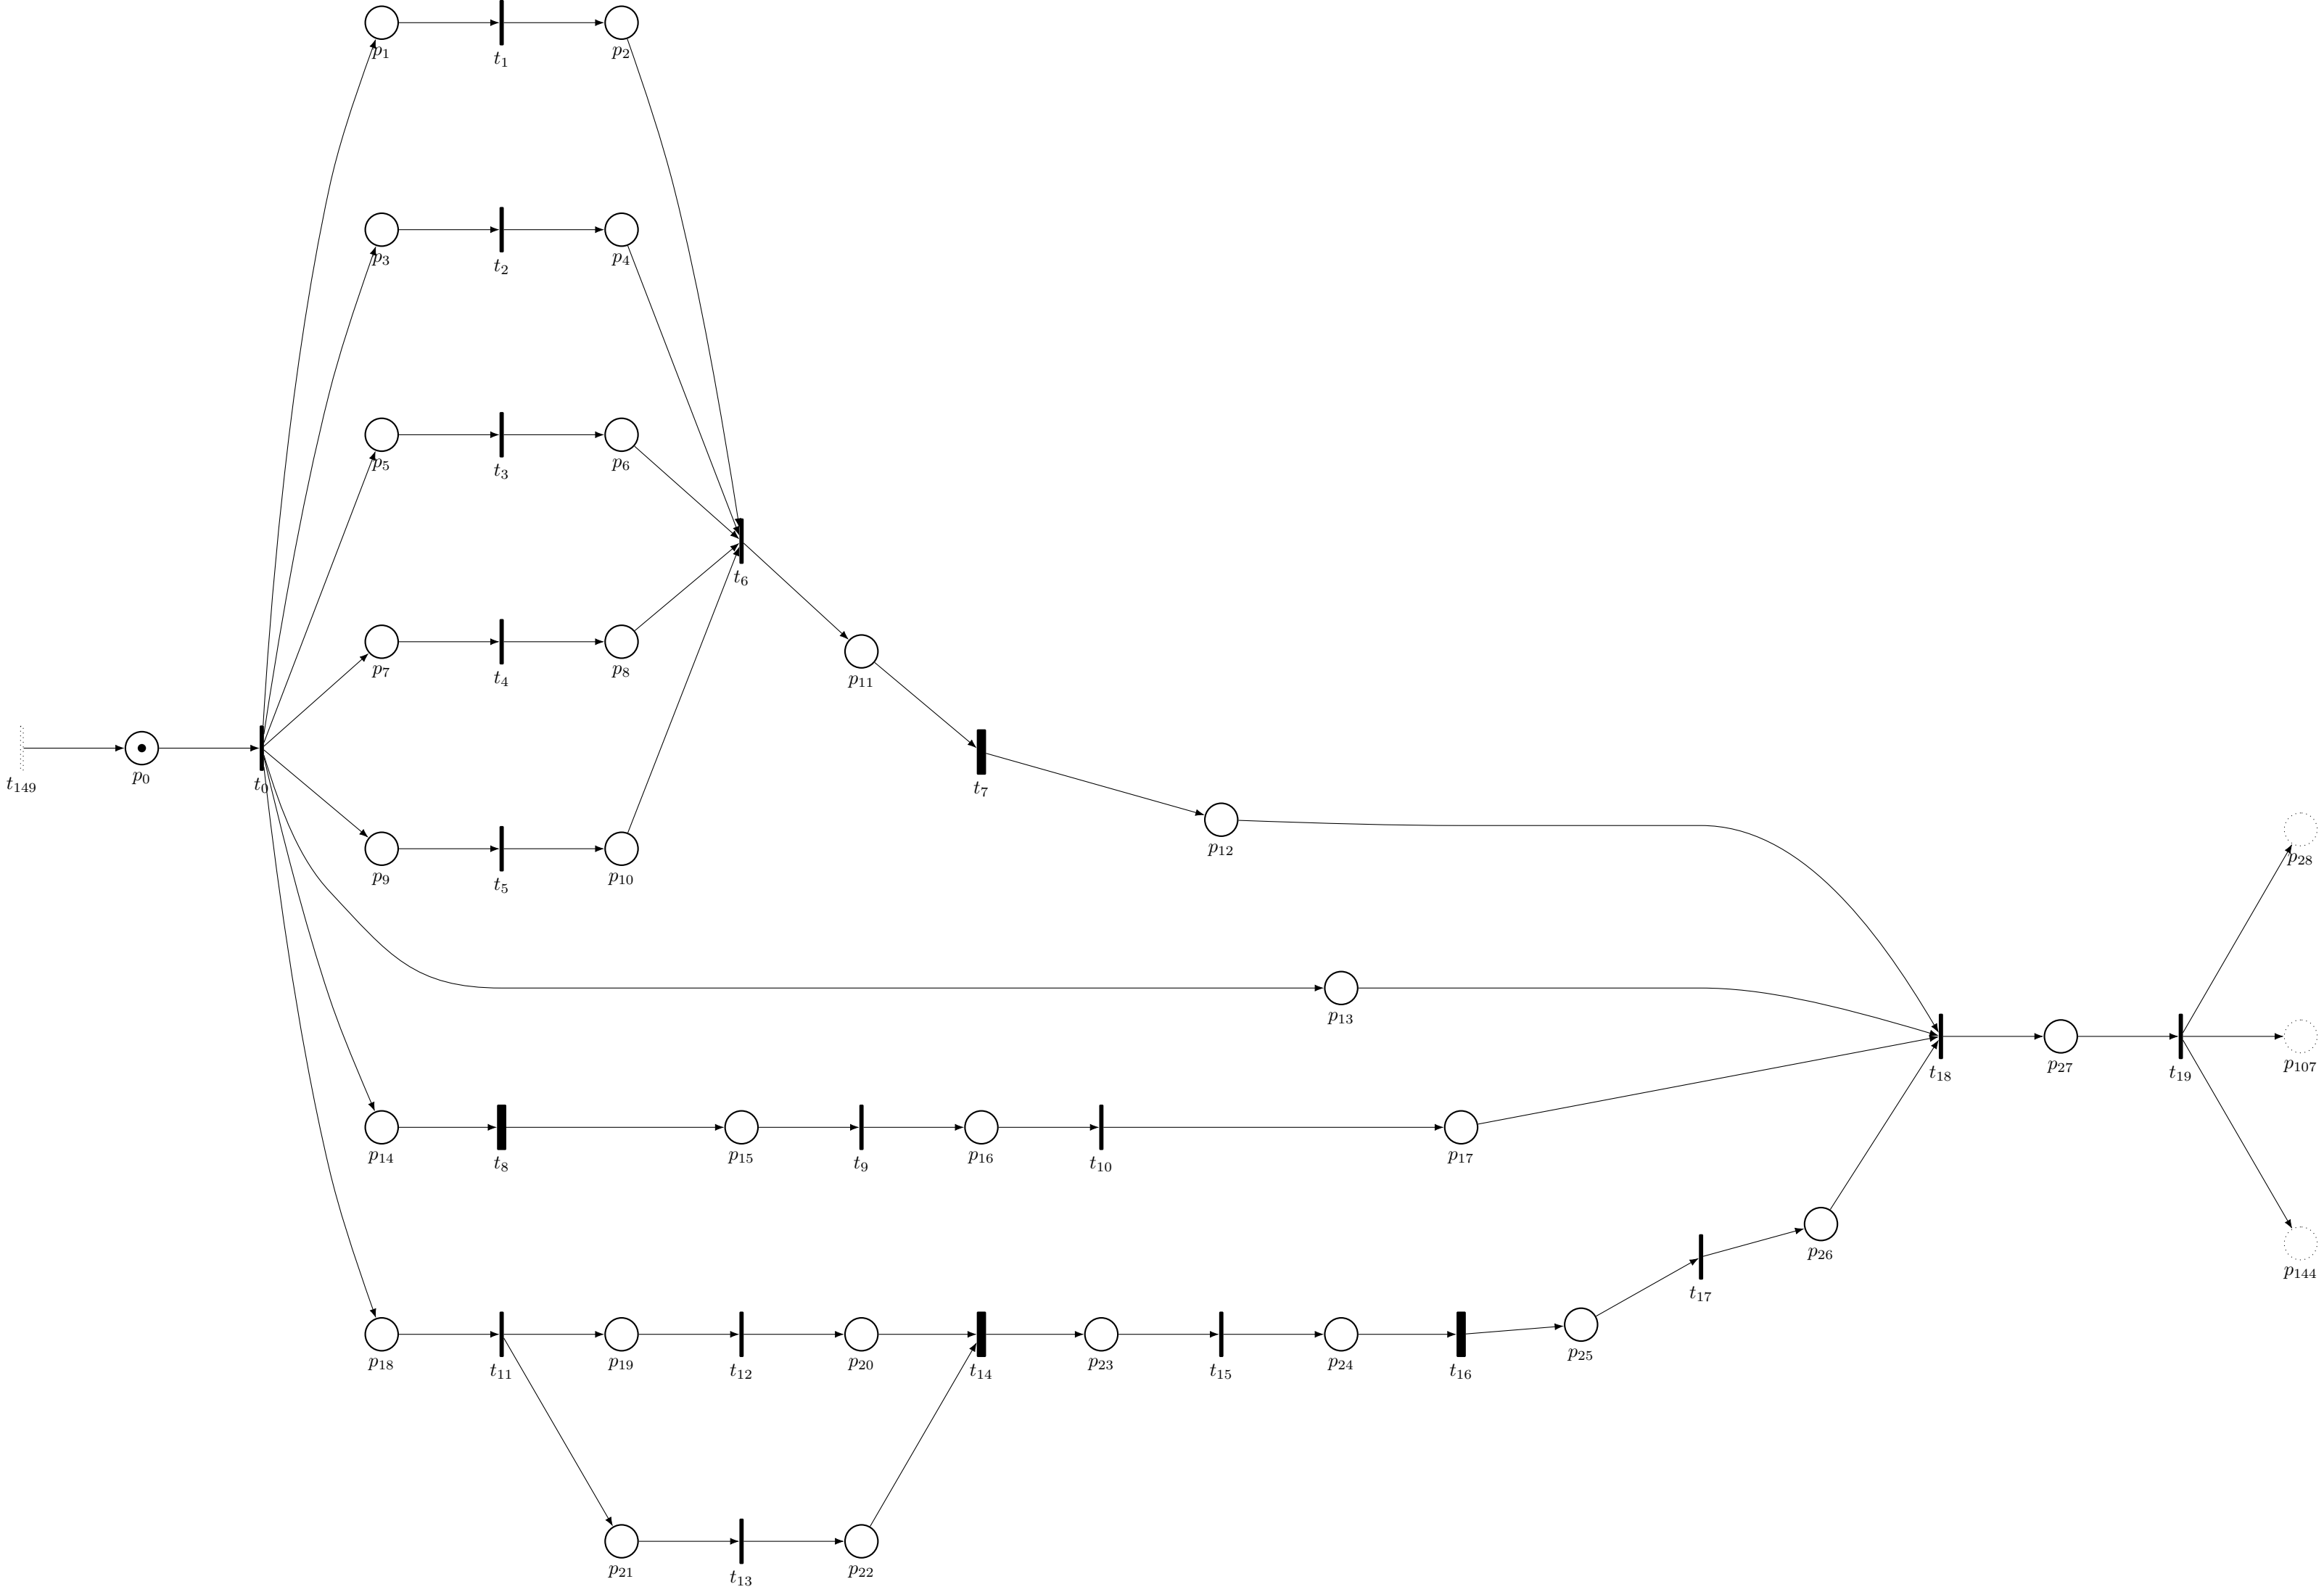 p1 t1 p2
p3 t2 p4
p5 t3 p6
t6
p7 t4 p8
p11
t149 p0 t0 t7
p12
p28
p9 t5 p10
p13
p107
t18 p27 t19
p14 t8 p15 t9 p16 t10 p17
p26
p144
t17
p25
p18 t11 p19 t12 p20 t14 p23 t15 p24 t16
p21 t13 p22